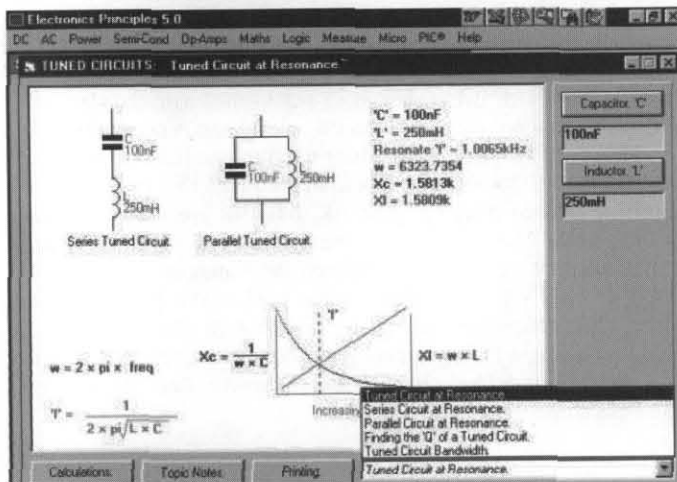 Electronics Principles 5.0
DC AC Power Semi-Cond Op-Amps Maths Logic Measure Micro PIC® Help
TUNED CIRCUITS: Tuned Circuit at Resonance
C
100nF
L
250mH
Series Tuned Circuit.
C
100nF
L
250mH
Parallel Tuned Circuit.
'C' = 100nF
'L' = 250mH
Resonate 'f' = 1.0065kHz
w = 6323.7354
Xc = 1.5813k
Xl = 1.5809k
Capacitor. 'C'
100nF
Inductor. 'L'
250mH
w = 2 × pi × freq
'f' = 1
2 × pi√L × C
Xc = 1
w × C
'f'
Xl = w × L
Increasing
Tuned Circuit at Resonance.
Series Circuit at Resonance.
Parallel Circuit at Resonance.
Finding the 'Q' of a Tuned Circuit.
Tuned Circuit Bandwidth.
Calculations.
Topic Notes.
Printing.
Tuned Circuit at Resonance.